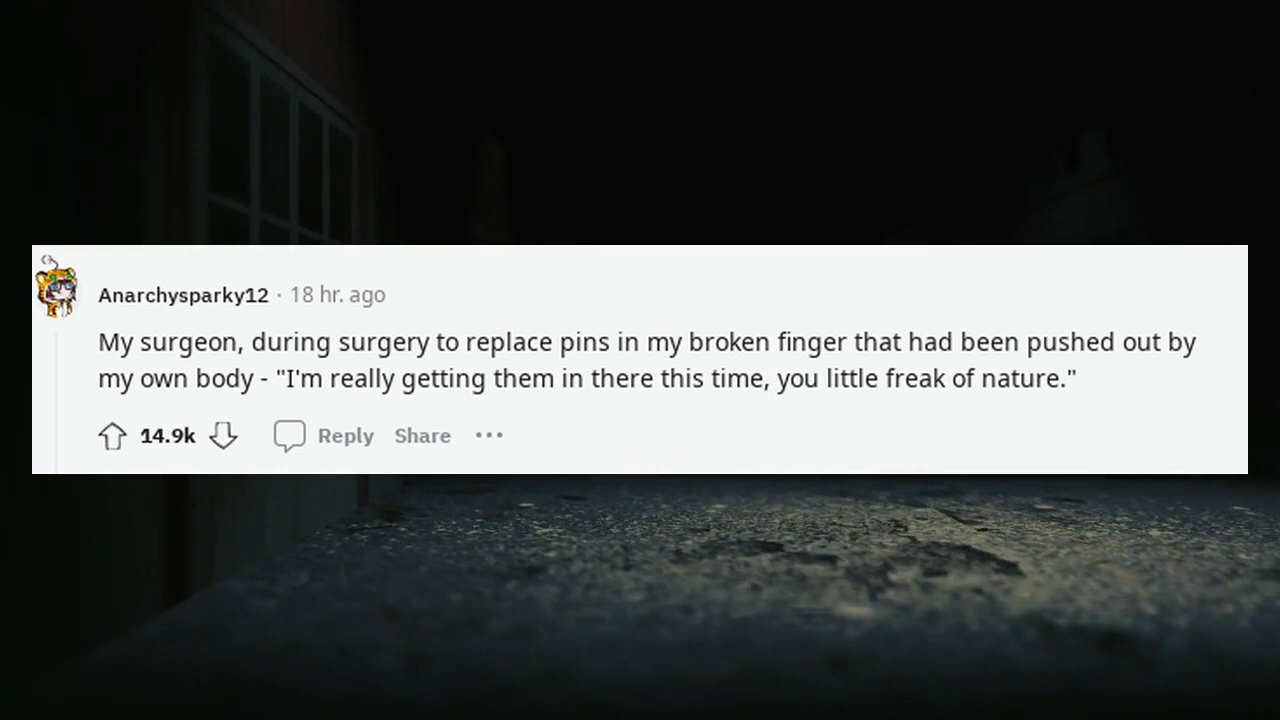 Anarchysparky12 · 18 hr. ago
My surgeon, during surgery to replace pins in my broken finger that had been pushed out by
my own body - "I'm really getting them in there this time, you little freak of nature."
14.9k Reply Share